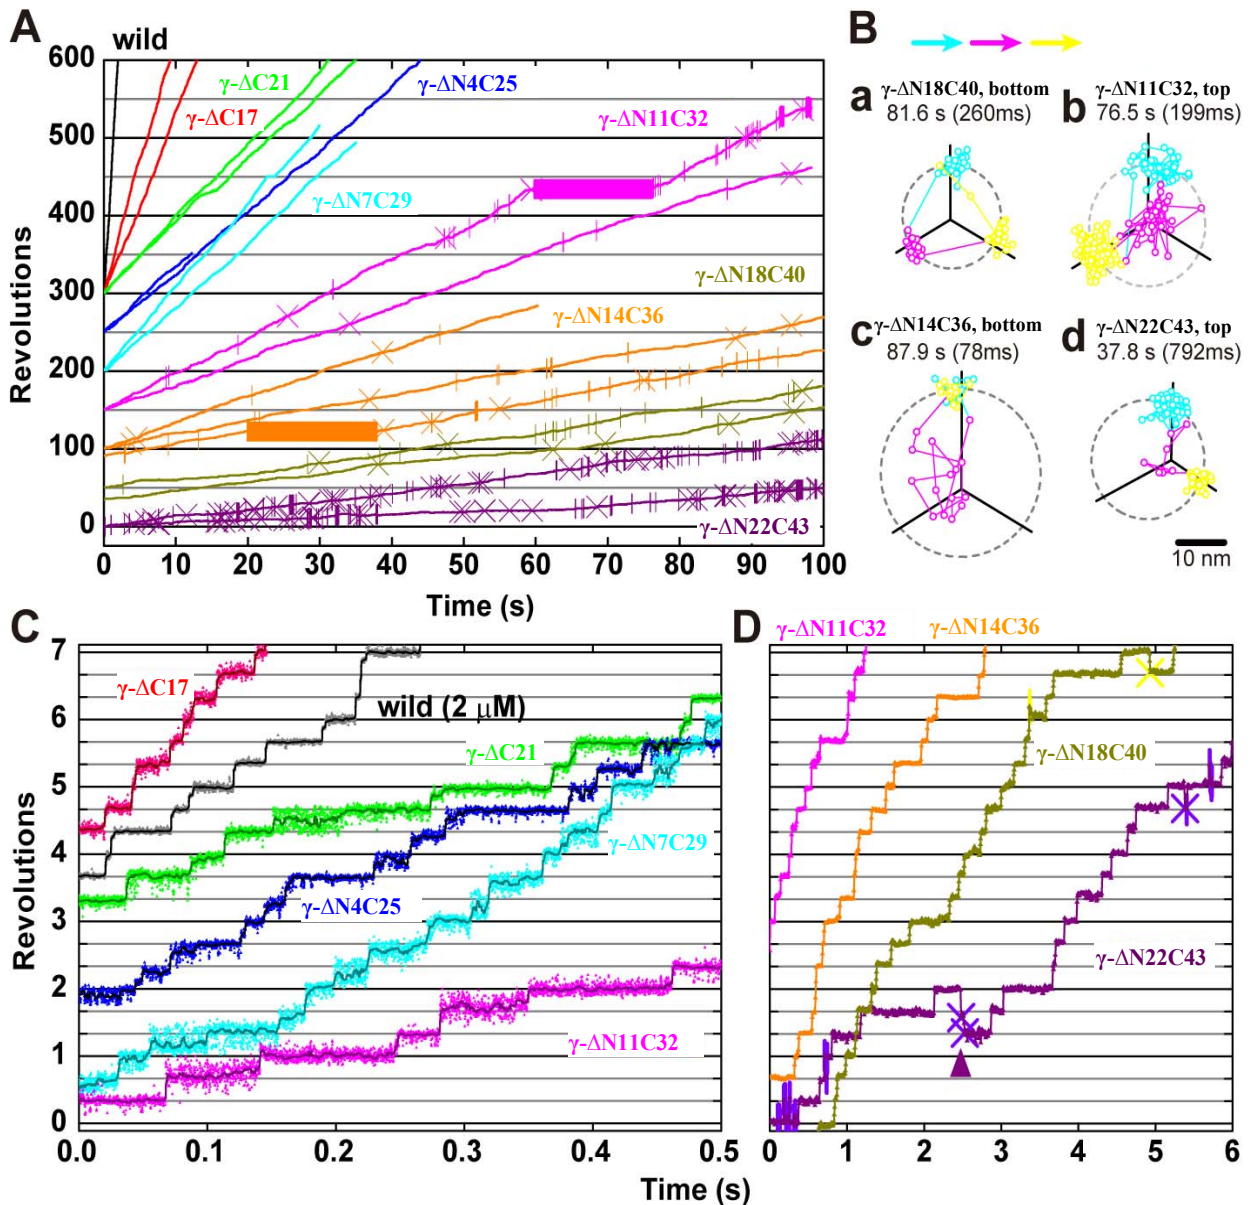 A
wild
600
500
400
300
200
100
0
Revolutions
γ-ΔC21
γ-ΔC17
γ-ΔN4C25
γ-ΔN7C29
γ-ΔN11C32
γ-ΔN18C40
γ-ΔN14C36
γ-ΔN22C43
0 10 20 30 40 50 60 70 80 90 100
Time (s)
B
a
γ-ΔN18C40, bottom
81.6 s (260ms)
b
γ-ΔN11C32, top
76.5 s (199ms)
c
γ-ΔN14C36, bottom
87.9 s (78ms)
d
γ-ΔN22C43, top
37.8 s (792ms)
10 nm
C
7
6
5
4
3
2
1
0
Revolutions
γ-ΔC17
wild (2 μM)
γ-ΔC21
γ-ΔN7C29
γ-ΔN4C25
γ-ΔN11C32
0.0 0.1 0.2 0.3 0.4 0.5
D
γ-ΔN11C32
γ-ΔN14C36
γ-ΔN18C40
γ-ΔN22C43
0 1 2 3 4 5 6
Time (s)